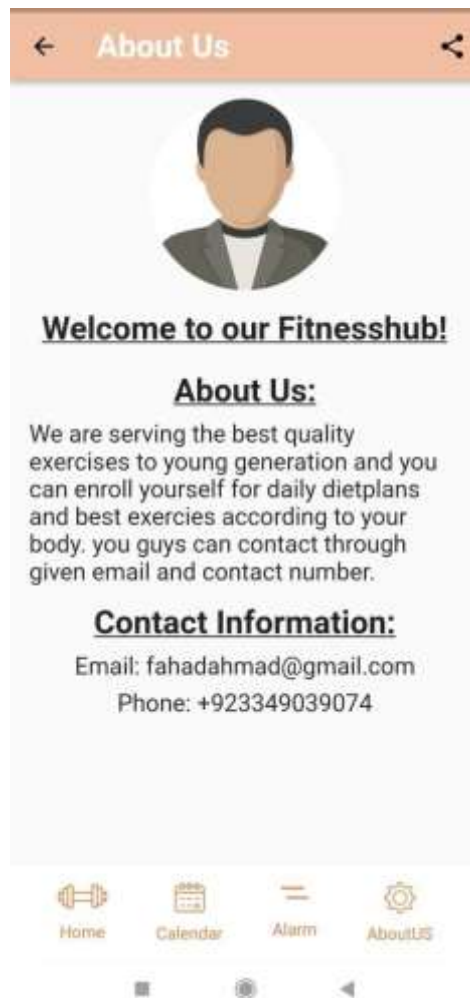 About Us
Welcome to our Fitnesshub!
About Us:
We are serving the best quality
exercises to young generation and you
can enroll yourself for daily dietplans
and best exercies according to your
body. you guys can contact through
given email and contact number.
Contact Information:
Email: fahadahmad@gmail.com
Phone: +923349039074
Home Calendar Alarm AboutUS